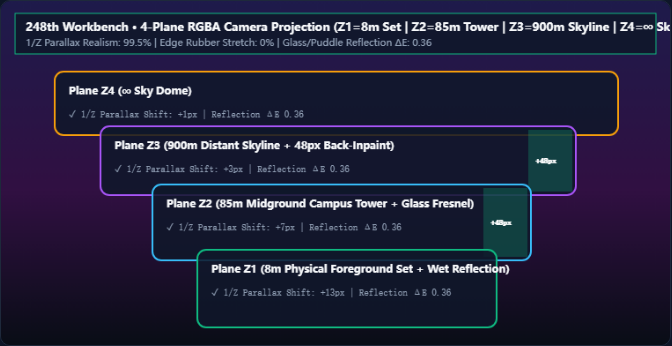 248th Workbench • 4-Plane RGBA Camera Projection (Z1=8m Set | Z2=85m Tower | Z3=900m Skyline | Z4=∞ Sk
1/Z Parallax Realism: 99.5% | Edge Rubber Stretch: 0% | Glass/Puddle Reflection ΔE: 0.36
Plane Z4 (∞ Sky Dome)
✓ 1/Z Parallax Shift: +1px | Reflection ΔE 0.36
Plane Z3 (900m Distant Skyline + 48px Back-Inpaint)
✓ 1/Z Parallax Shift: +3px | Reflection ΔE 0.36
+48px
Plane Z2 (85m Midground Campus Tower + Glass Fresnel)
✓ 1/Z Parallax Shift: +7px | Reflection ΔE 0.36
+48px
Plane Z1 (8m Physical Foreground Set + Wet Reflection)
✓ 1/Z Parallax Shift: +13px | Reflection ΔE 0.36